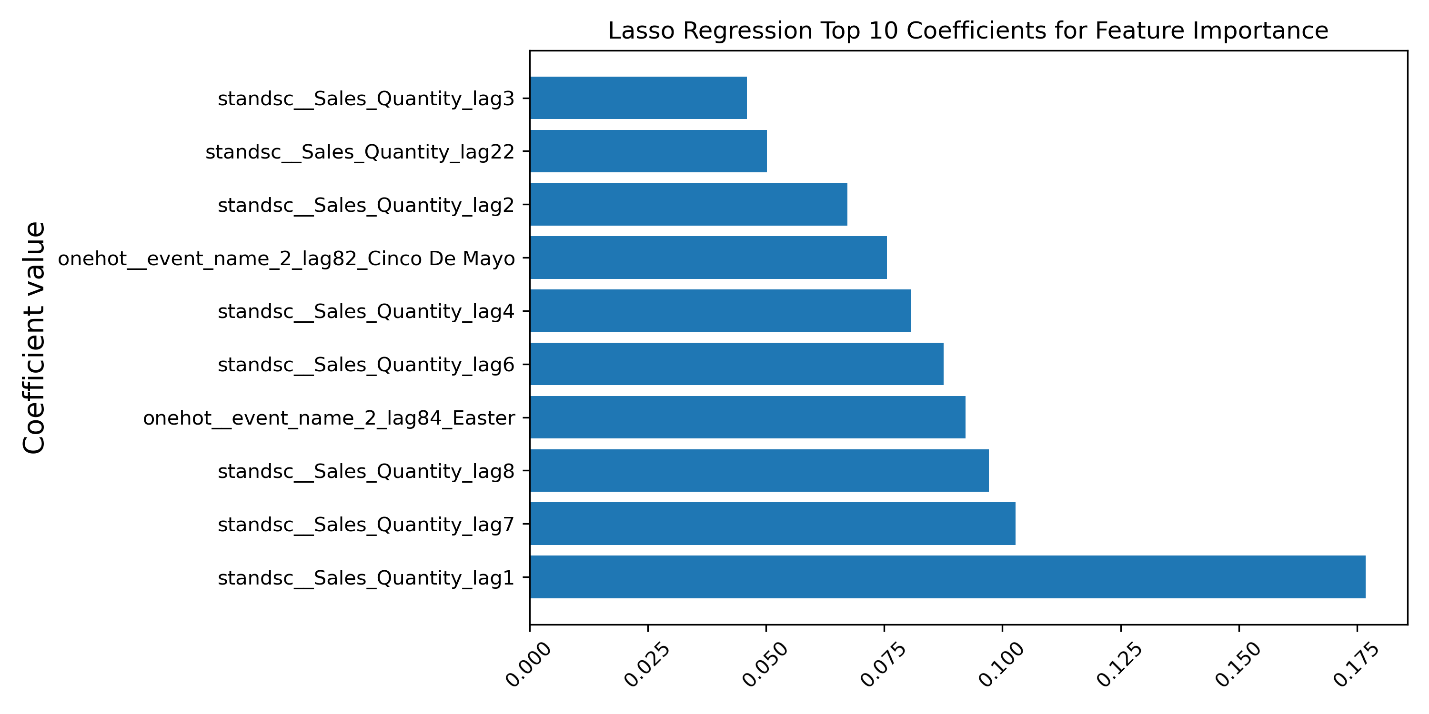 Lasso Regression Top 10 Coefficients for Feature Importance
Coefficient value
standsc__Sales_Quantity_lag3
standsc__Sales_Quantity_lag22
standsc__Sales_Quantity_lag2
onehot__event_name_2_lag82_Cinco De Mayo
standsc__Sales_Quantity_lag4
standsc__Sales_Quantity_lag6
onehot__event_name_2_lag84_Easter
standsc__Sales_Quantity_lag8
standsc__Sales_Quantity_lag7
standsc__Sales_Quantity_lag1
0.000
0.025
0.050
0.075
0.100
0.125
0.150
0.175